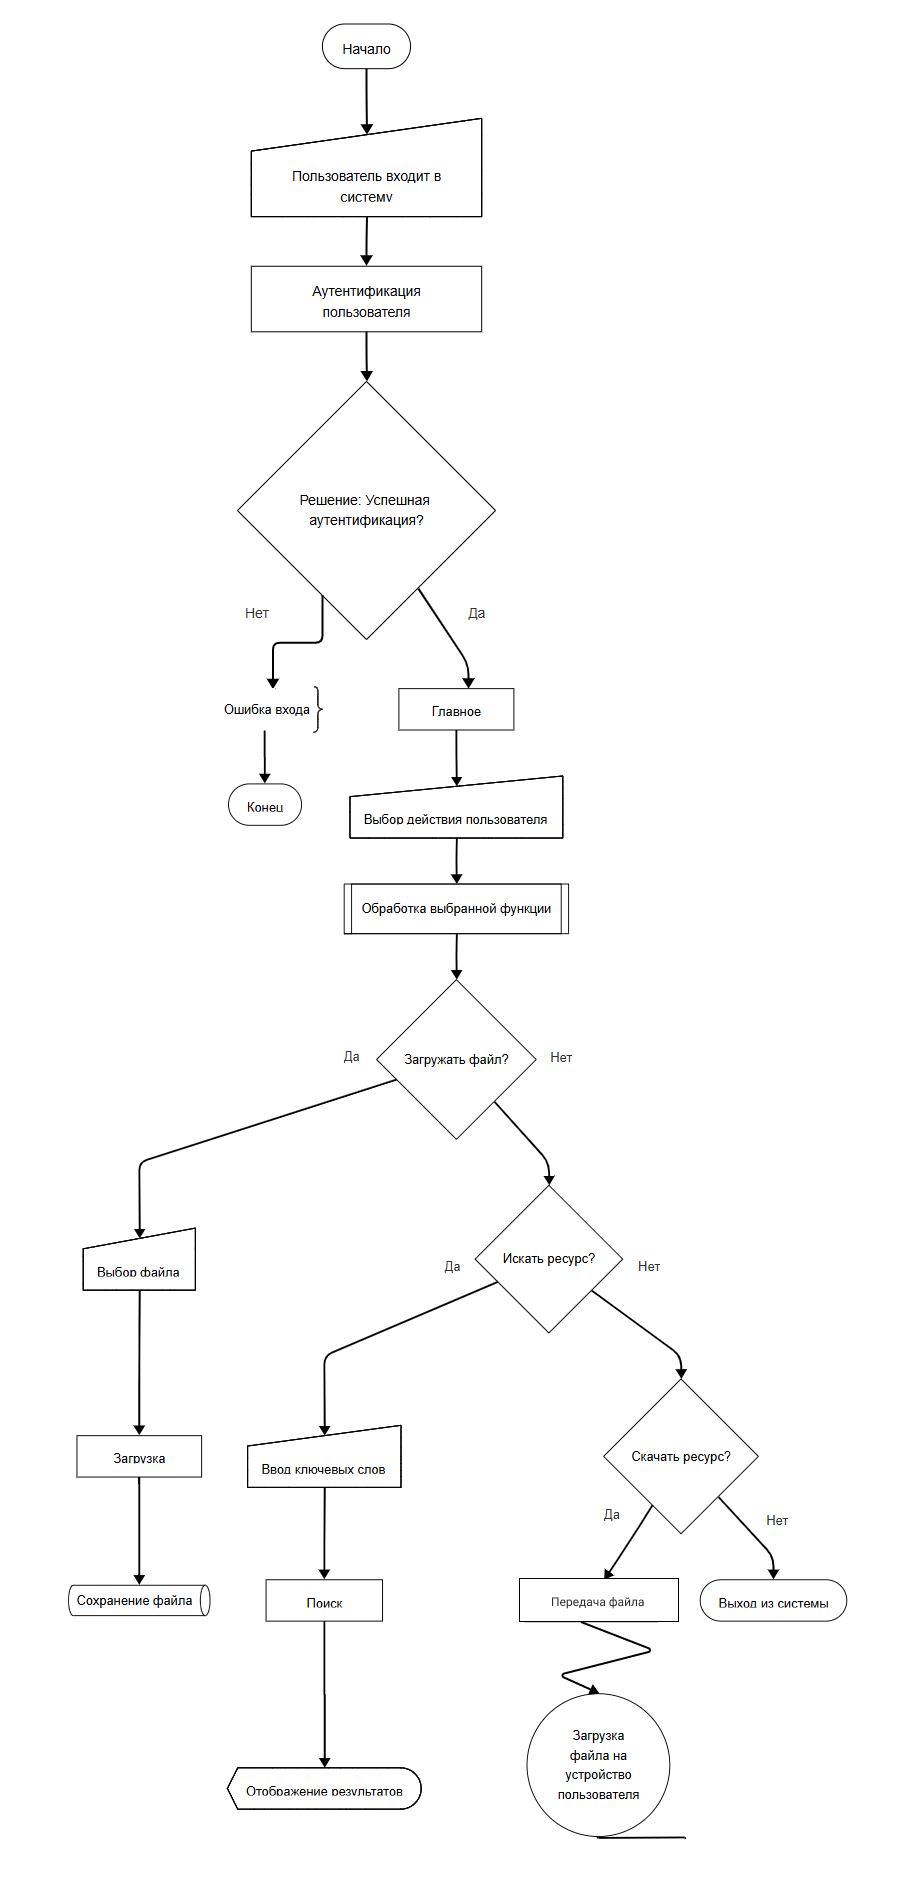 Начало
Пользователь входит в
систему
Аутентификация
пользователя
Решение: Успешная
аутентификация?
Нет
Да
Ошибка входа
Главное
Конец
Выбор действия пользователя
Обработка выбранной функции
Да
Загружать файл?
Нет
Выбор файла
Да
Искать ресурс?
Нет
Загрузка
Ввод ключевых слов
Скачать ресурс?
Да
Нет
Сохранение файла
Поиск
Передача файла
Выход из системы
Загрузка
файла на
устройство
пользователя
Отображение результатов